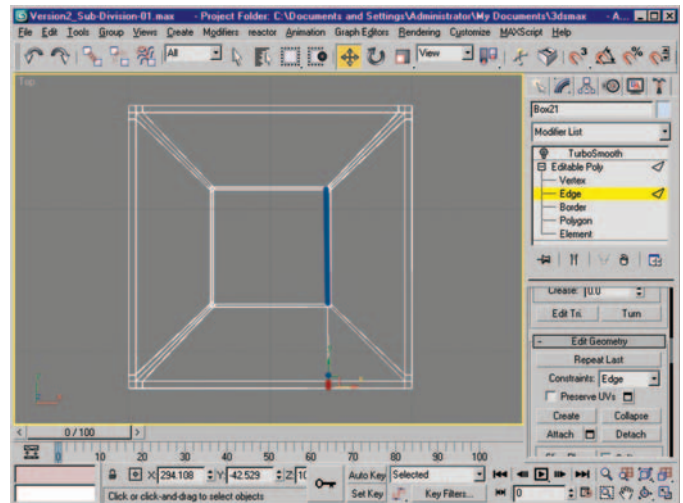 Version2_Sub-Division-01.max - Project Folder: C:\Documents and Settings\Administrator\My Documents\3dsmax - A...
File Edit Tools Group Views Create Modifiers reactor Animation Graph Editors Rendering Customize MAXScript Help
All View
Top
Box21
Modifier List
TurboSmooth
Editable Poly
Vertex
Edge
Border
Polygon
Element
Crease: 0.0
Edit Tri. Turn
- Edit Geometry
Repeat Last
Constraints: Edge
Preserve UVs
Create Collapse
Attach Detach
< 0 / 100 >
0 10 20 30 40 50 60 70 80 90 100
X: 294.108 Y: -42.529 Z: 10 Auto Key Selected
Click or click-and-drag to select objects Set Key Key Filters... 0